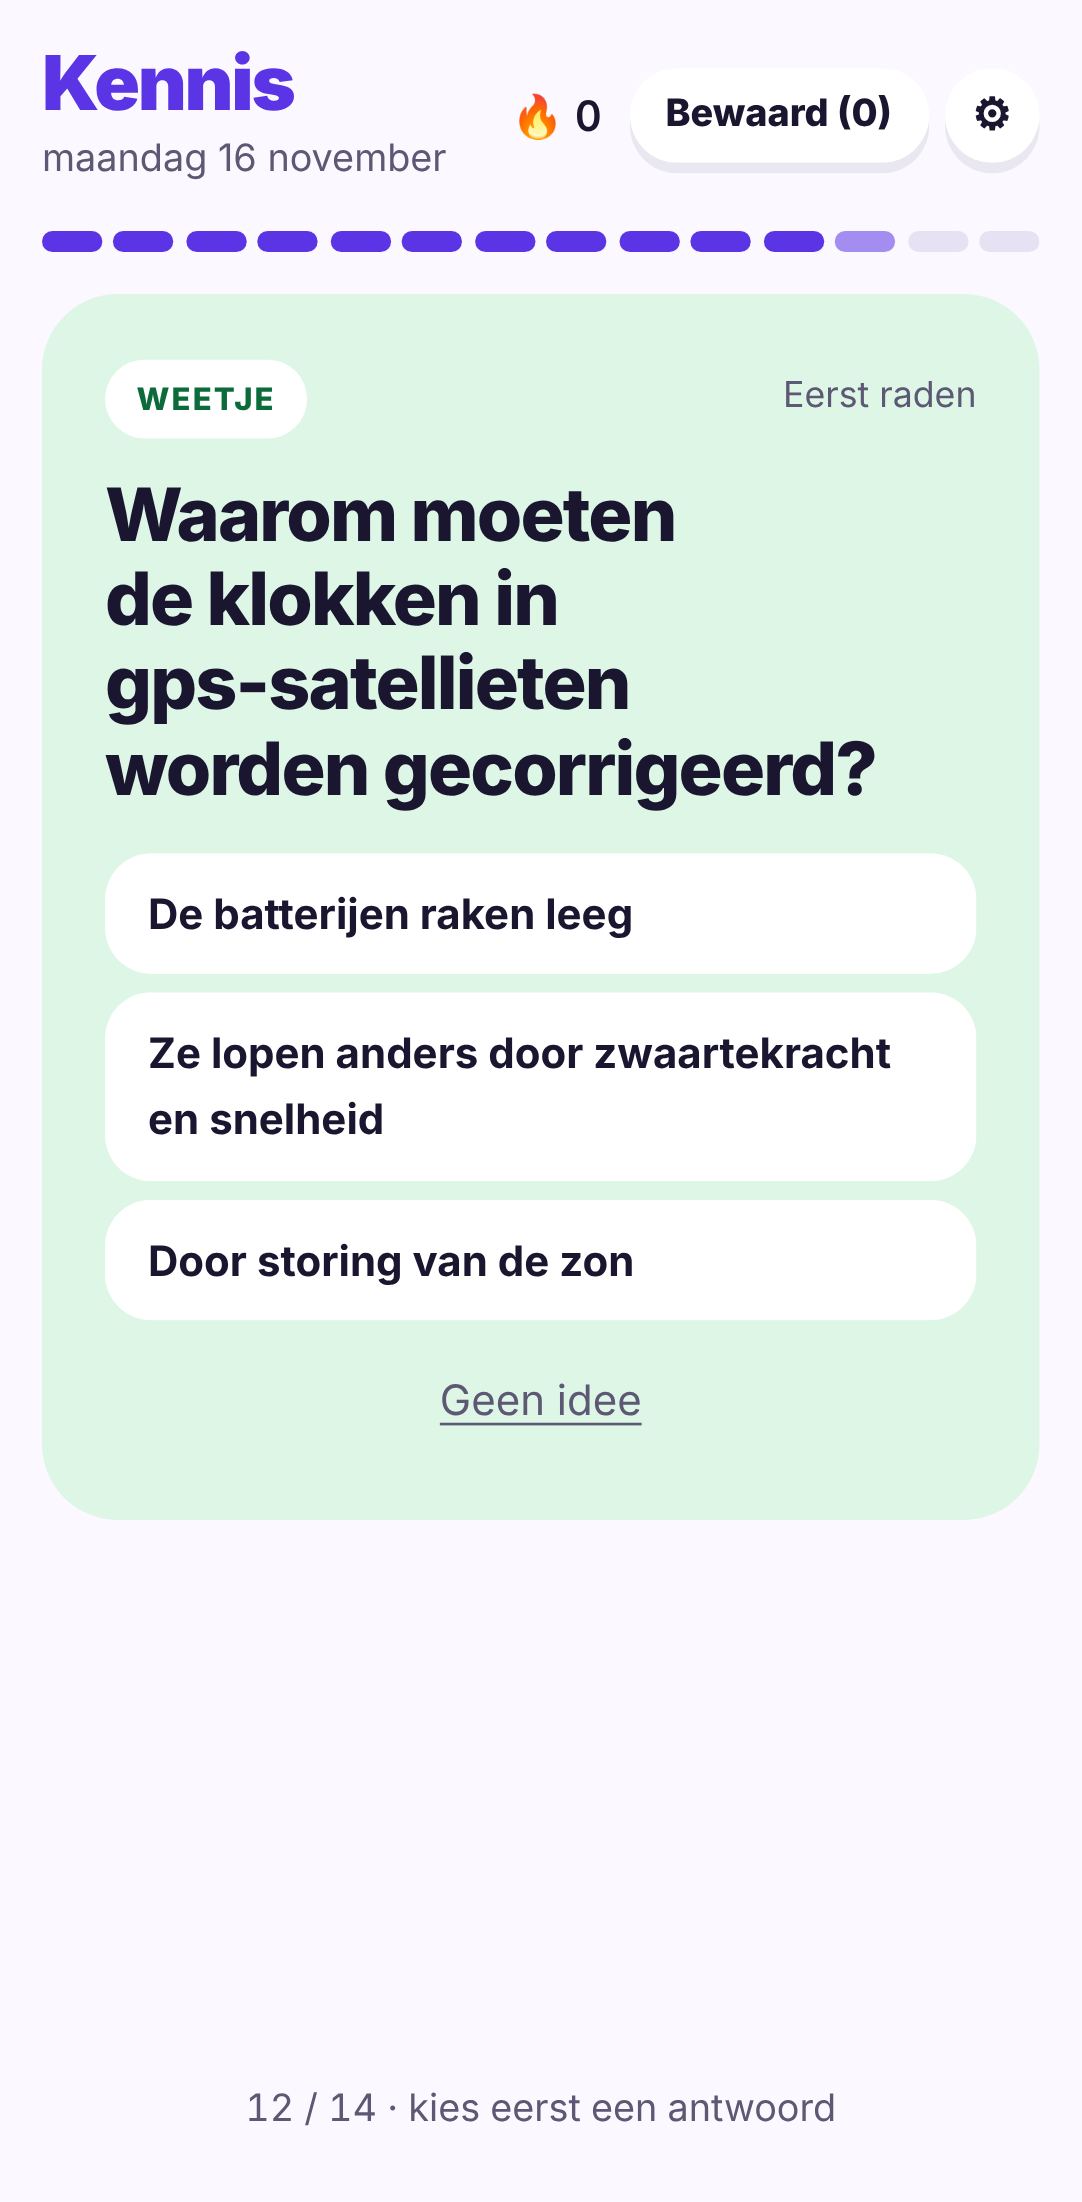 Kennis
maandag 16 november
🔥 0
Bewaard (0)
⚙
WEETJE
Eerst raden
Waarom moeten
de klokken in
gps-satellieten
worden gecorrigeerd?
De batterijen raken leeg
Ze lopen anders door zwaartekracht
en snelheid
Door storing van de zon
Geen idee
12 / 14 · kies eerst een antwoord